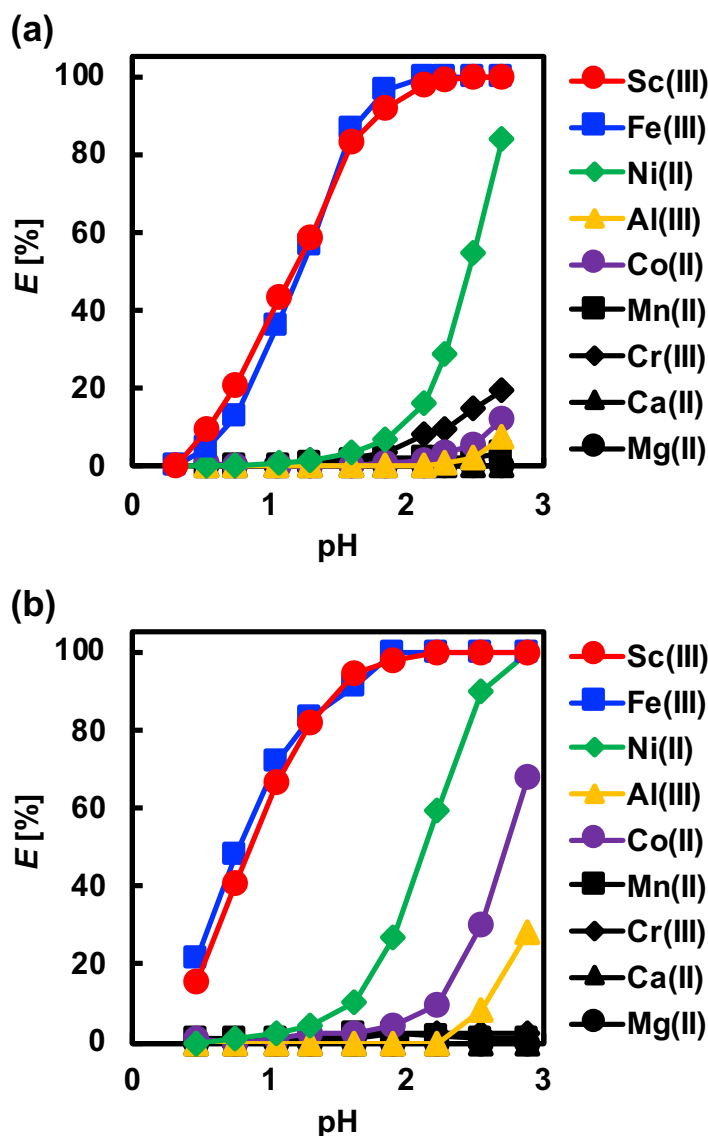 (a)
100
80
60
40
20
0
E [%]
0 1 2 3
pH
Sc(III)
Fe(III)
Ni(II)
Al(III)
Co(II)
Mn(II)
Cr(III)
Ca(II)
Mg(II)
(b)
100
80
60
40
20
0
E [%]
0 1 2 3
pH
Sc(III)
Fe(III)
Ni(II)
Al(III)
Co(II)
Mn(II)
Cr(III)
Ca(II)
Mg(II)